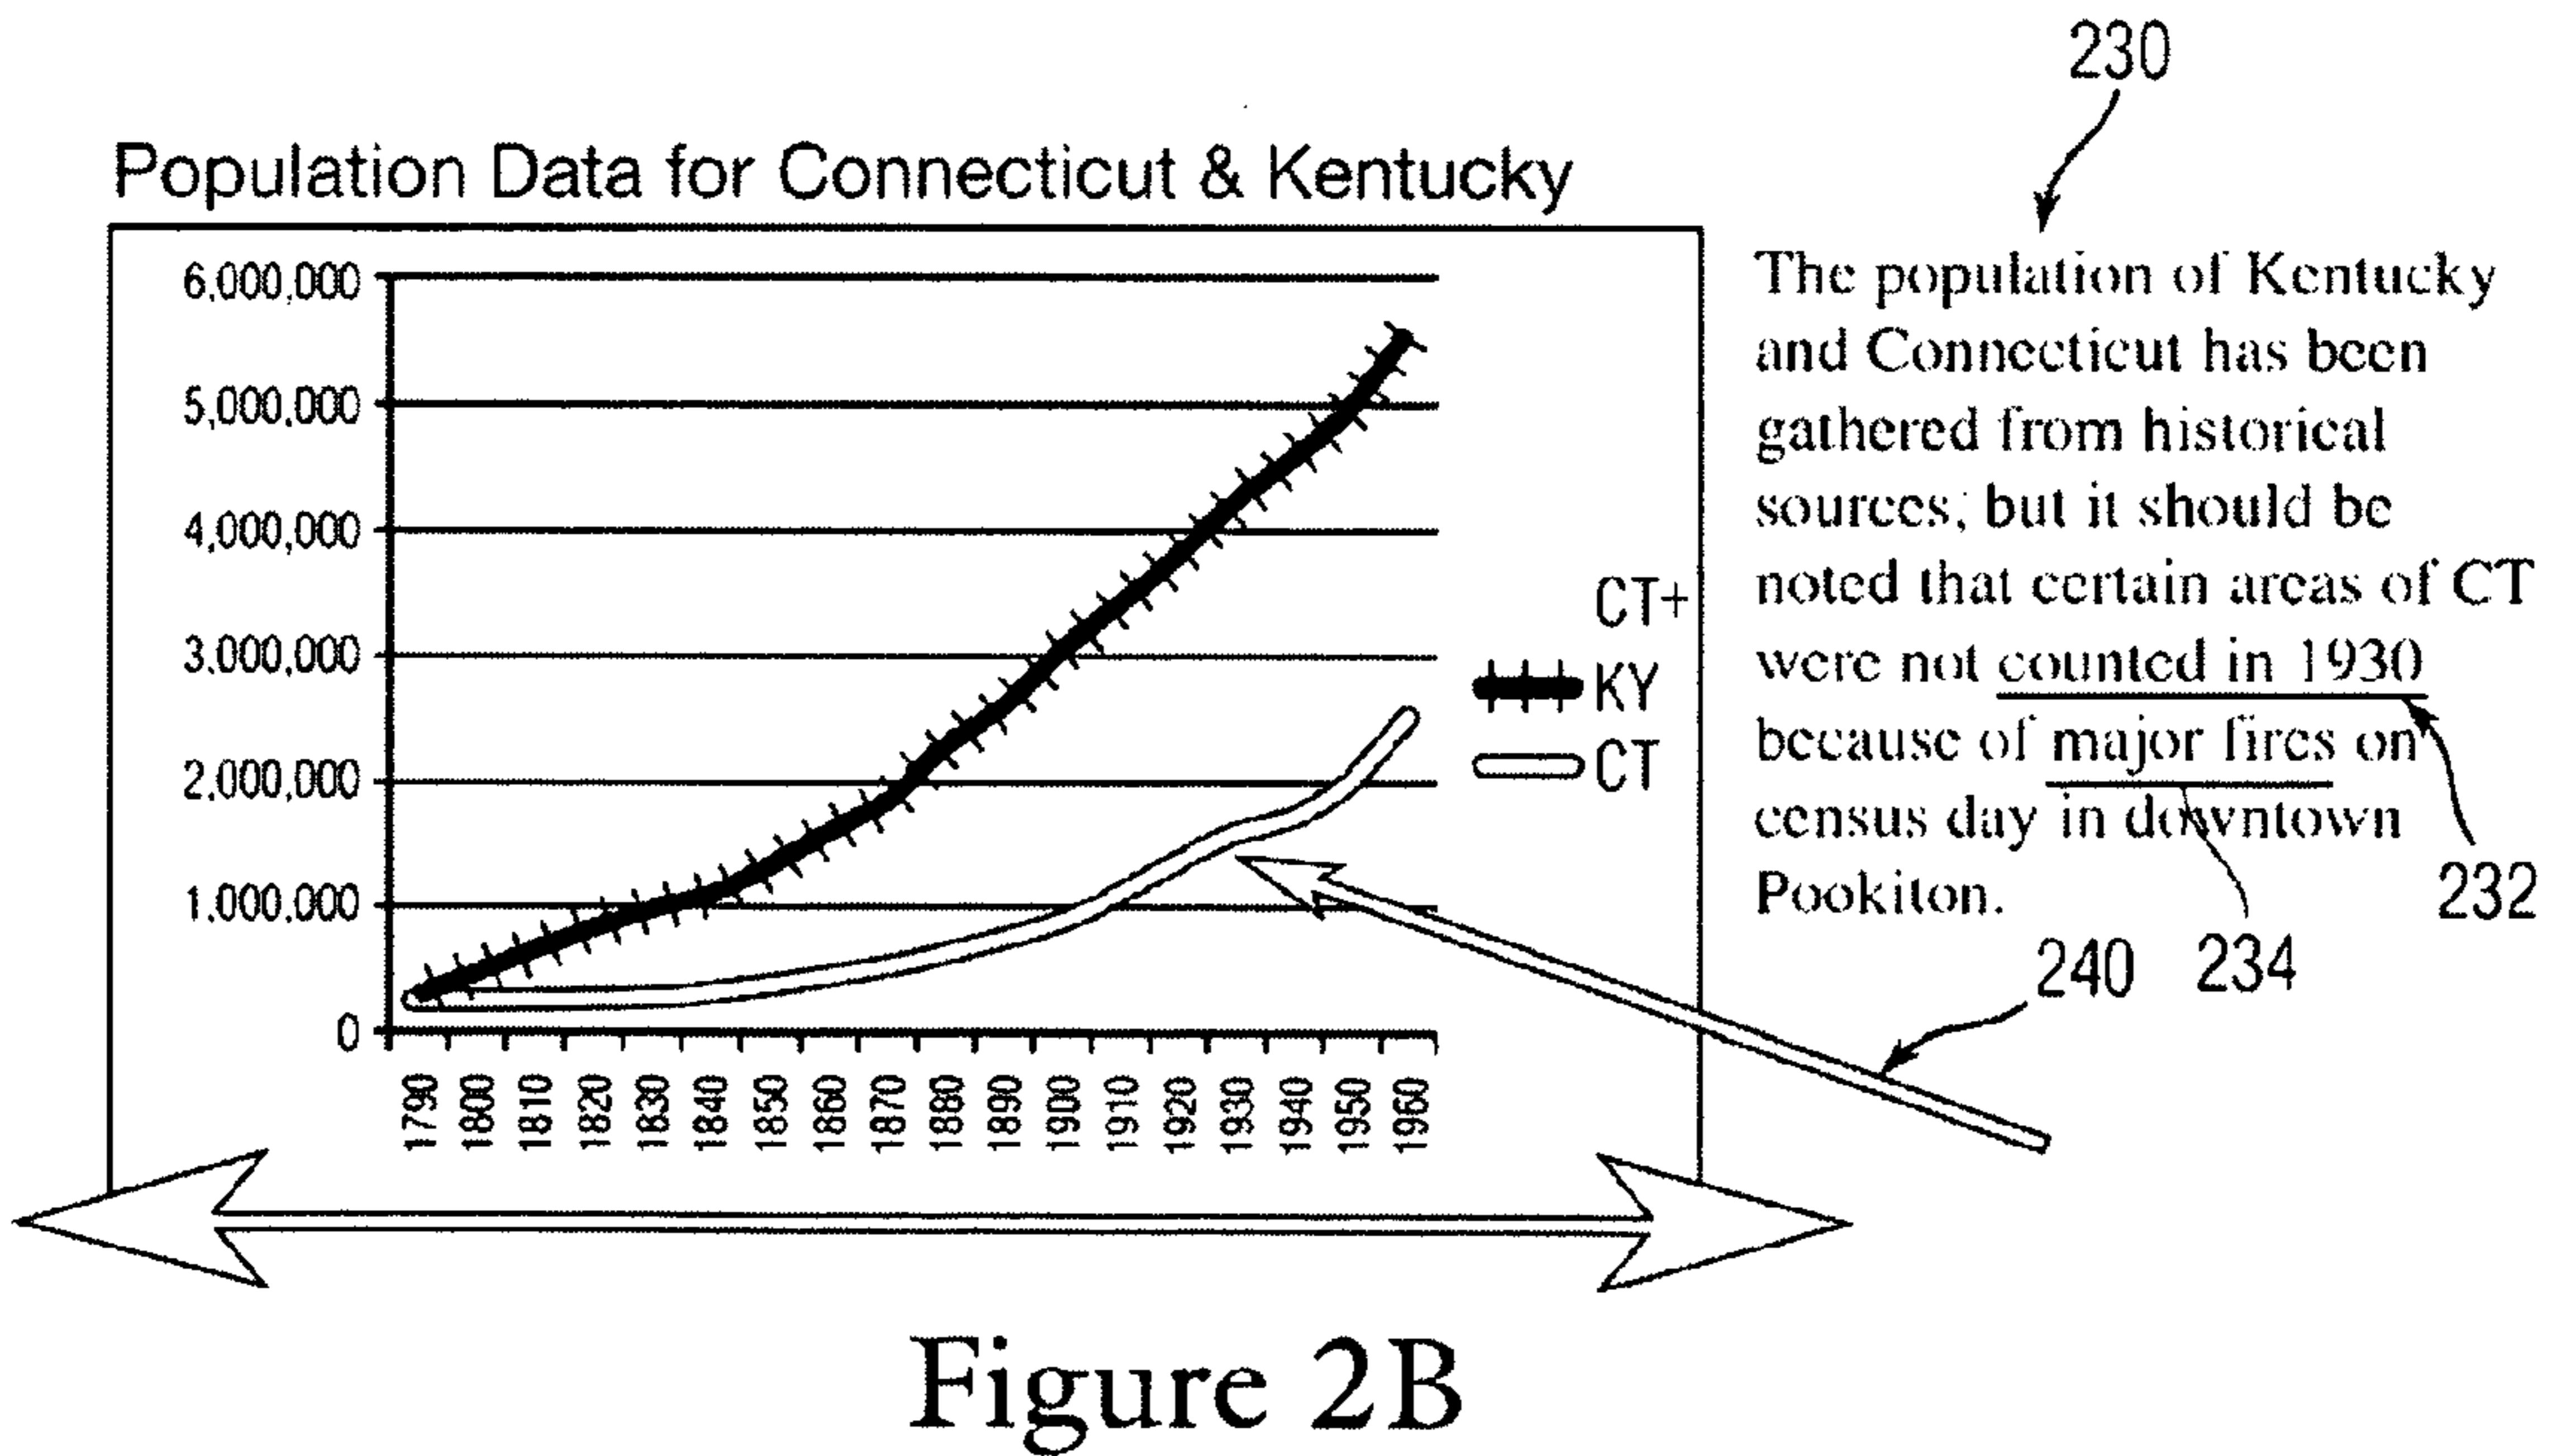 230
Population Data for Connecticut & Kentucky
6,000,000
5,000,000
4,000,000
3,000,000
2,000,000
1,000,000
0
1790
1800
1810
1820
1830
1840
1850
1860
1870
1880
1890
1900
1910
1920
1930
1940
1950
1960
CT+
KY
CT
The population of Kentucky
and Connecticut has been
gathered from historical
sources, but it should be
noted that certain areas of CT
were not counted in 1930
because of major fires on
census day in downtown
Pookiton.
232
234
240
Figure 2B